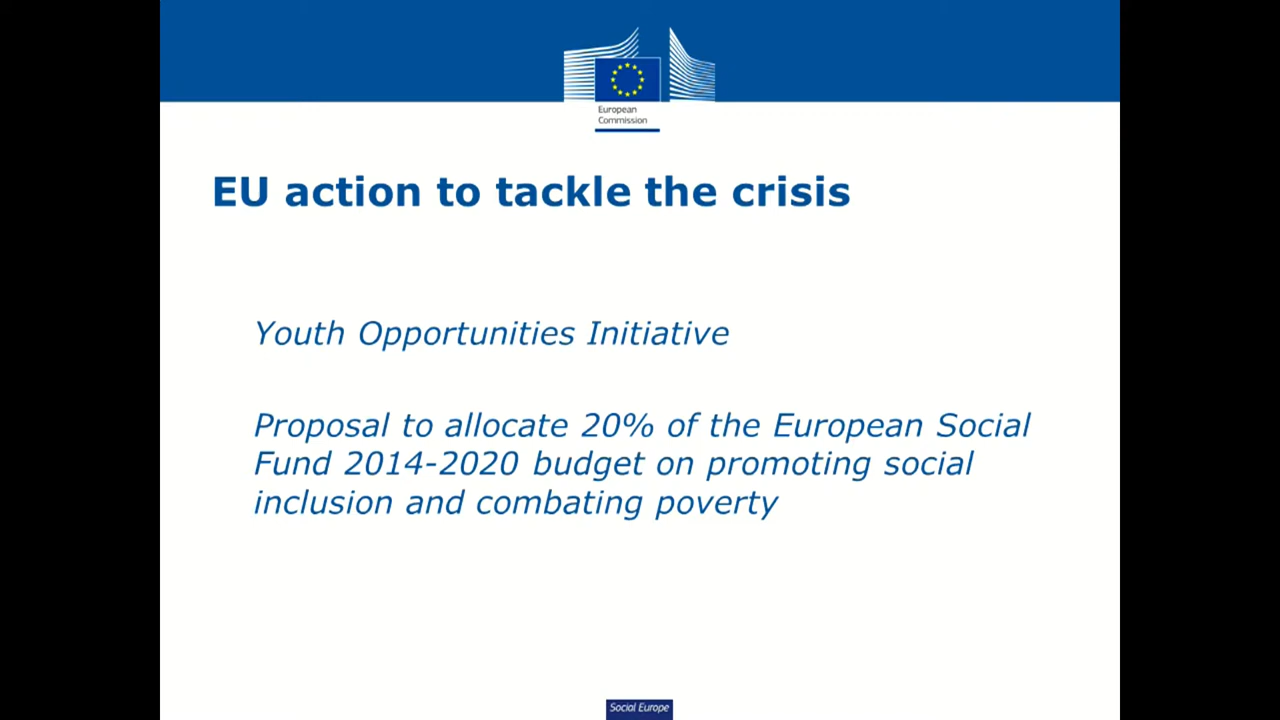 European
Commission
EU action to tackle the crisis
Youth Opportunities Initiative
Proposal to allocate 20% of the European Social
Fund 2014-2020 budget on promoting social
inclusion and combating poverty
Social Europe